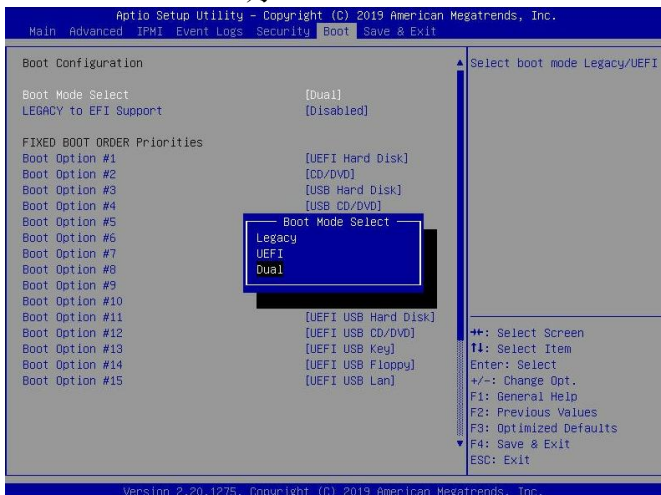 Aptio Setup Utility - Copyright (C) 2019 American Megatrends, Inc.
Main Advanced IPMI Event Logs Security Boot Save & Exit
Boot Configuration
Boot Mode Select [Dual]
LEGACY to EFI Support [Disabled]
FIXED BOOT ORDER Priorities
Boot Option #1 [UEFI Hard Disk]
Boot Option #2 [CD/DVD]
Boot Option #3 [USB Hard Disk]
Boot Option #4 [USB CD/DVD]
Boot Option #5
Boot Option #6
Boot Option #7
Boot Option #8
Boot Option #9
Boot Option #10
Boot Option #11 [UEFI USB Hard Disk]
Boot Option #12 [UEFI USB CD/DVD]
Boot Option #13 [UEFI USB Key]
Boot Option #14 [UEFI USB Floppy]
Boot Option #15 [UEFI USB Lan]
Boot Mode Select
Legacy
UEFI
Dual
Select boot mode Legacy/UEFI
→←: Select Screen
↑↓: Select Item
Enter: Select
+/-: Change Opt.
F1: General Help
F2: Previous Values
F3: Optimized Defaults
F4: Save & Exit
ESC: Exit
Version 2.20.1275. Copyright (C) 2019 American Megatrends, Inc.